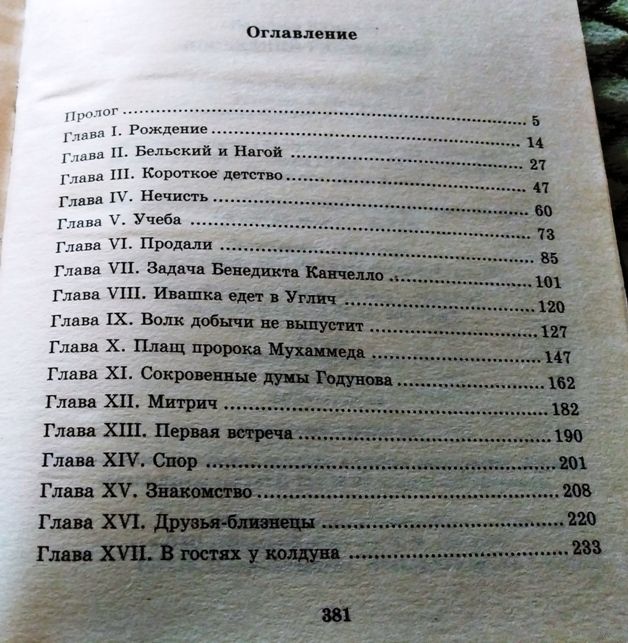 Оглавление
Пролог 5
Глава I. Рождение 14
Глава II. Бельский и Нагой 27
Глава III. Короткое детство 47
Глава IV. Нечисть 60
Глава V. Учеба 73
Глава VI. Продали 85
Глава VII. Задача Бенедикта Канчелло 101
Глава VIII. Ивашка едет в Углич 120
Глава IX. Волк добычи не выпустит 127
Глава X. Плащ пророка Мухаммеда 147
Глава XI. Сокровенные думы Годунова 162
Глава XII. Митрич 182
Глава XIII. Первая встреча 190
Глава XIV. Спор 201
Глава XV. Знакомство 208
Глава XVI. Друзья-близнецы 220
Глава XVII. В гостях у колдуна 233
381